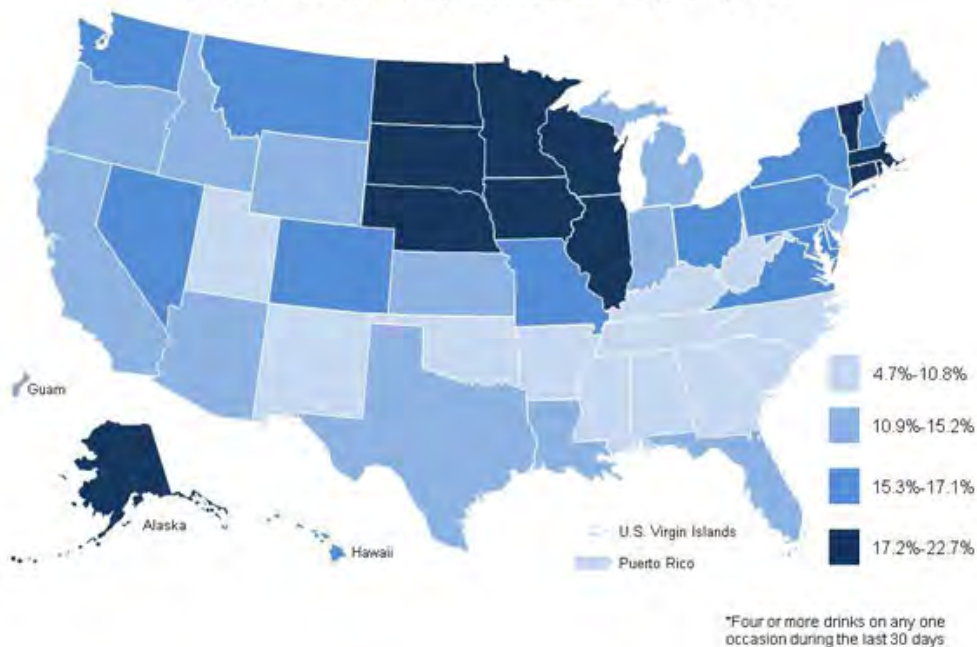 Guam
Alaska
Hawaii
U.S. Virgin Islands
Puerto Rico
4.7%-10.8%
10.9%-15.2%
15.3%-17.1%
17.2%-22.7%
*Four or more drinks on any one
occasion during the last 30 days